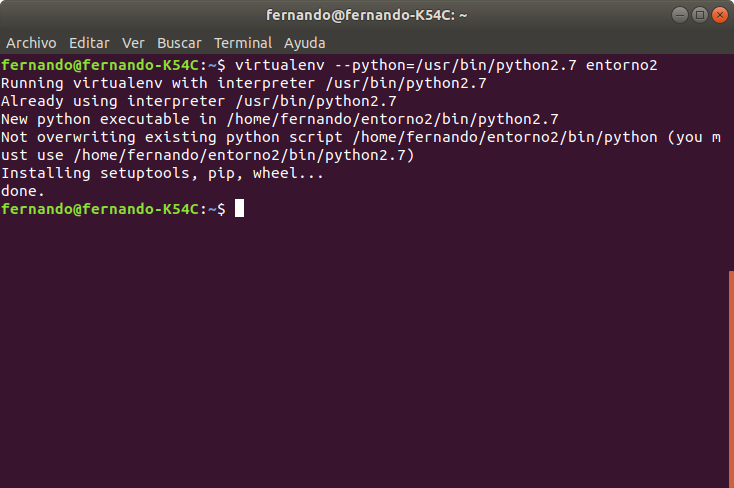 fernando@fernando-K54C: ~
Archivo Editar Ver Buscar Terminal Ayuda
fernando@fernando-K54C:~$ virtualenv --python=/usr/bin/python2.7 entorno2
Running virtualenv with interpreter /usr/bin/python2.7
Already using interpreter /usr/bin/python2.7
New python executable in /home/fernando/entorno2/bin/python2.7
Not overwriting existing python script /home/fernando/entorno2/bin/python (you m
ust use /home/fernando/entorno2/bin/python2.7)
Installing setuptools, pip, wheel...
done.
fernando@fernando-K54C:~$